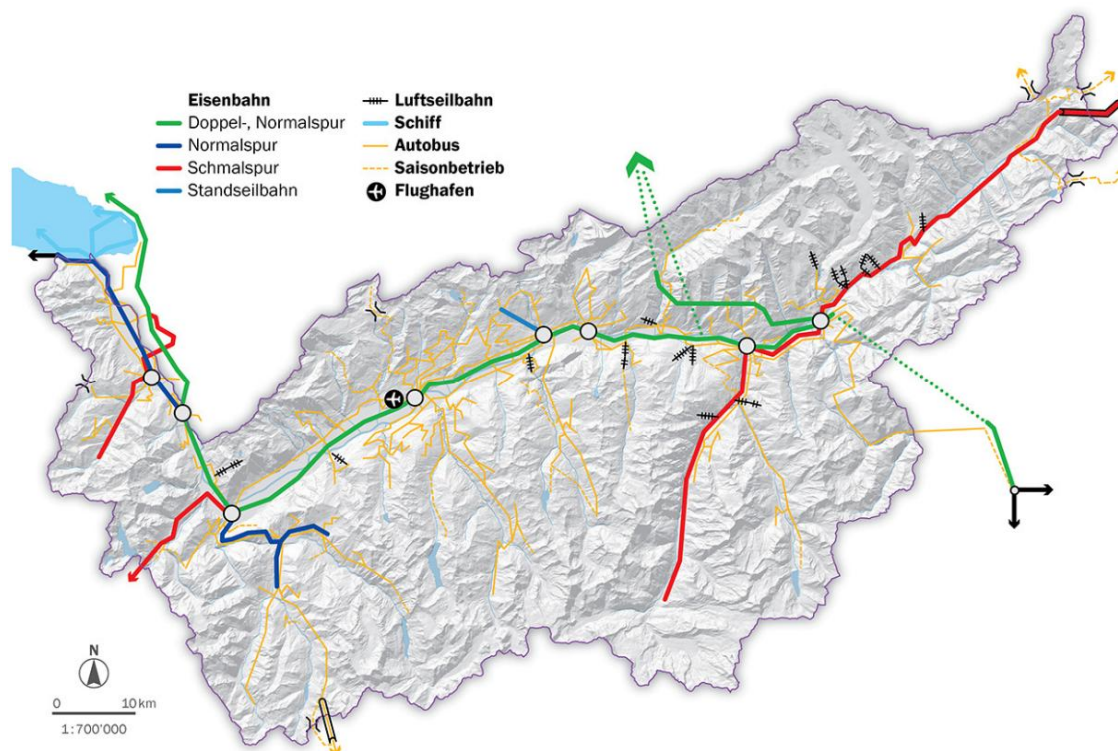 Eisenbahn
Doppel-, Normalspur
Normalspur
Schmalspur
Standseilbahn
Luftseilbahn
Schiff
Autobus
Saisonbetrieb
Flughafen
N
0 10 km
1:700'000